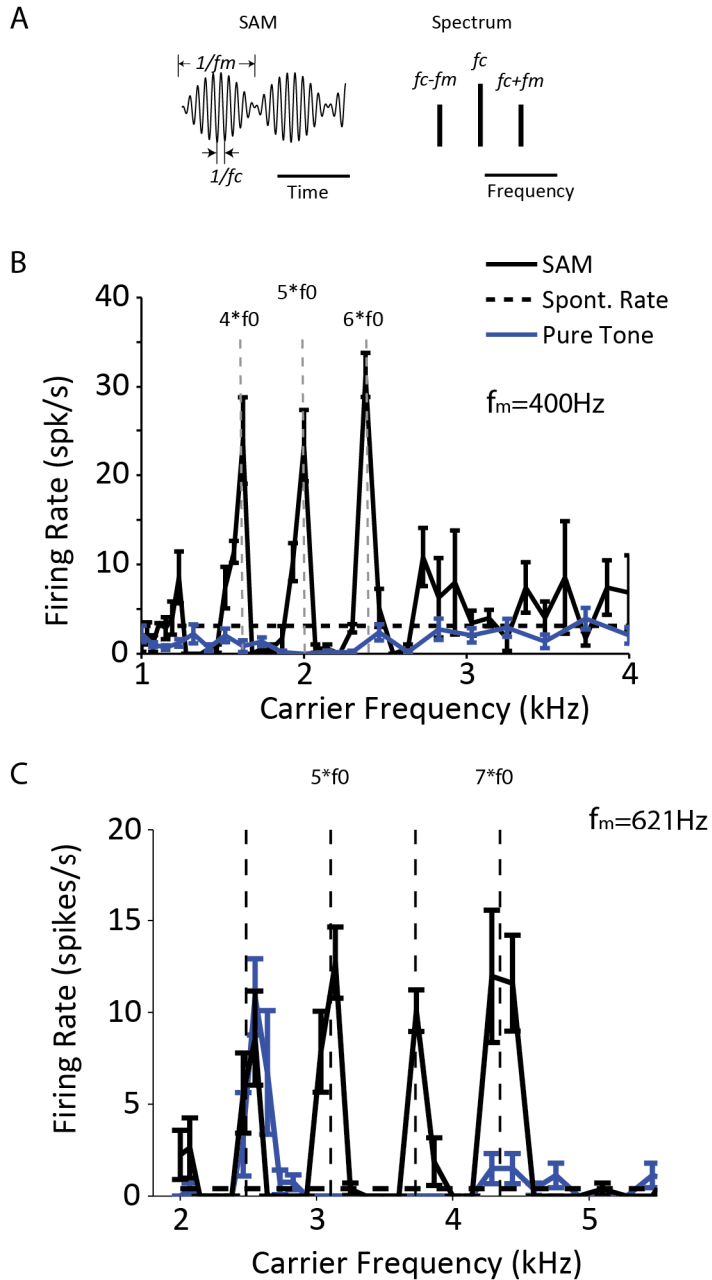 A
SAM
Spectrum
1/fm
fc
fc-fm
fc+fm
1/fc
Time
Frequency
B
SAM
Spont. Rate
Pure Tone
fm=400Hz
4*f0
5*f0
6*f0
40
30
20
10
0
Firing Rate (spk/s)
1
2
3
4
Carrier Frequency (kHz)
C
5*f0
7*f0
fm=621Hz
20
15
10
5
0
Firing Rate (spikes/s)
2
3
4
5
Carrier Frequency (kHz)